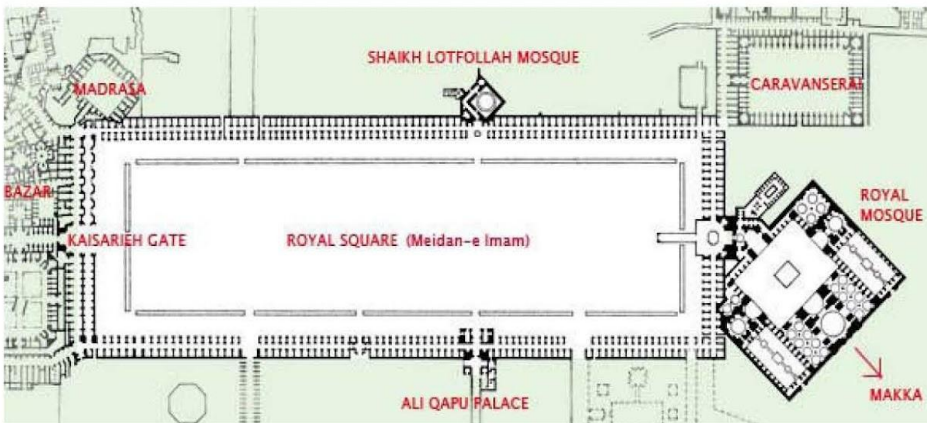 SHAIKH LOTFOLLAH MOSQUE
MADRASA
CARAVANSERAI
BAZAR
ROYAL
MOSQUE
KAISARIEH GATE
ROYAL SQUARE (Meidan-e Imam)
MAKKA
ALI QAPU PALACE